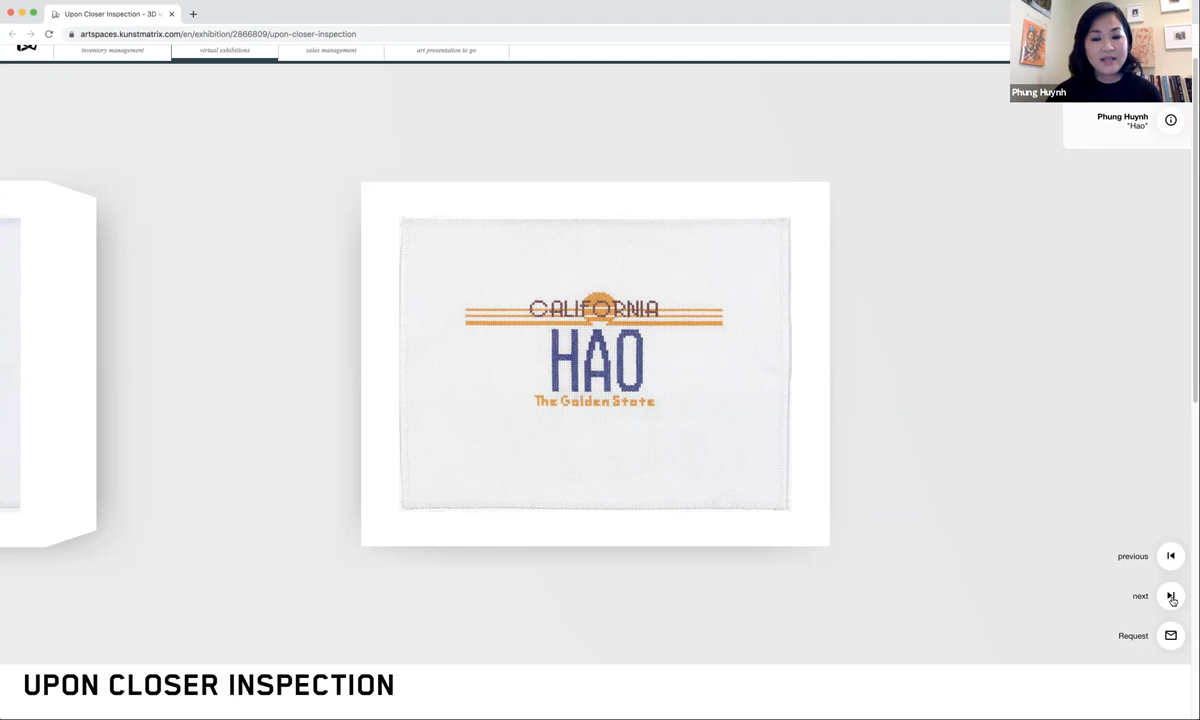 Upon Closer Inspection - 3D v
artspaces.kunstmatrix.com/en/exhibition/2866809/upon-closer-inspection
inventory management
virtual exhibitions
sales management
art presentation to go
Phung Huynh
Phung Huynh
"Hao"
CALIFORNIA
HAO
The Golden State
previous
next
Request
UPON CLOSER INSPECTION